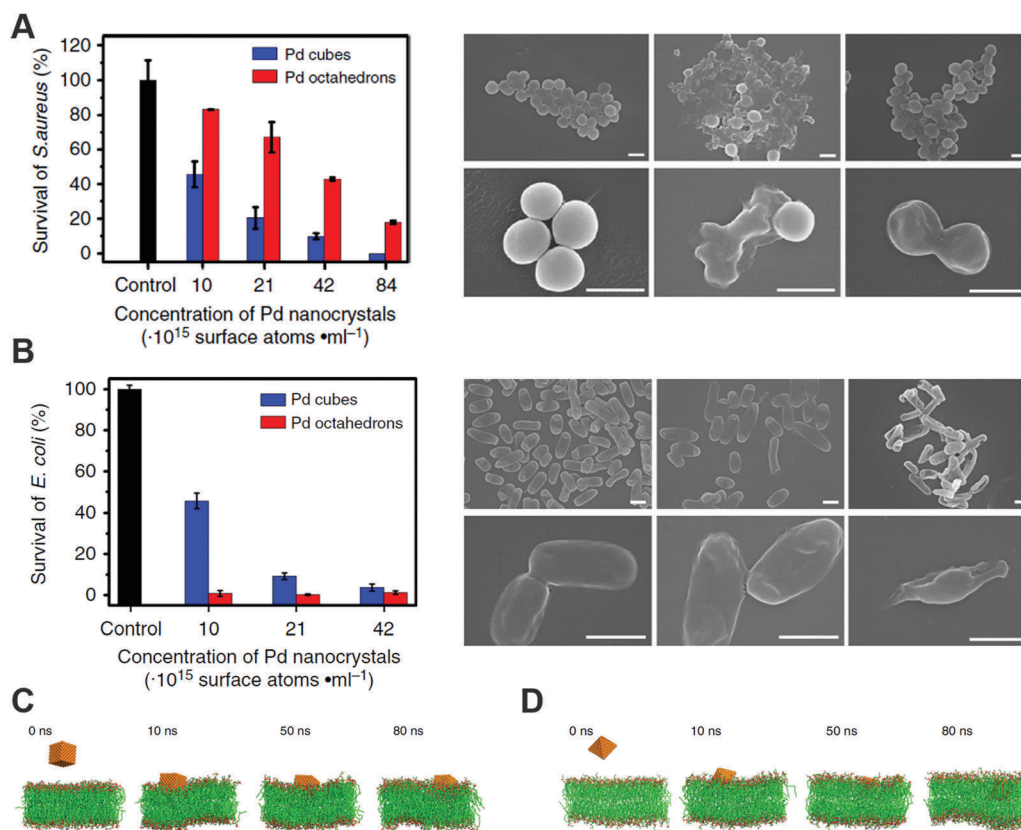 A
120
100
80
60
40
20
0
Survival of S.aureus (%)
Pd cubes
Pd octahedrons
Control 10 21 42 84
Concentration of Pd nanocrystals
(·10¹⁵ surface atoms •ml⁻¹)
B
100
80
60
40
20
0
Survival of E. coli (%)
Pd cubes
Pd octahedrons
Control 10 21 42
Concentration of Pd nanocrystals
(·10¹⁵ surface atoms •ml⁻¹)
C
0 ns 10 ns 50 ns 80 ns
D
0 ns 10 ns 50 ns 80 ns